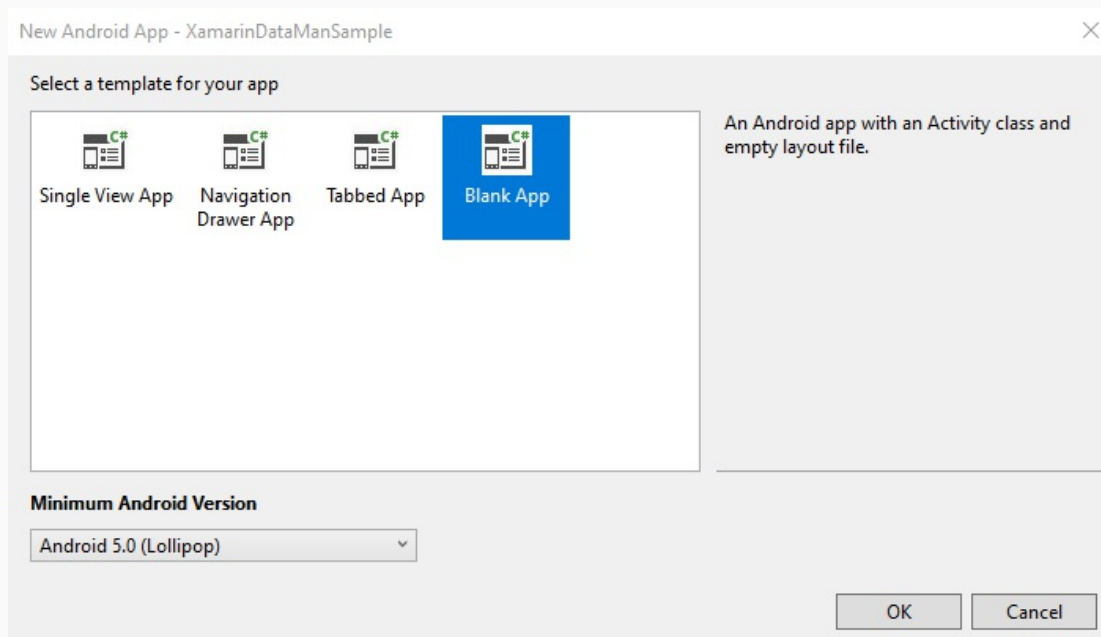 New Android App - XamarinDataManSample
Select a template for your app
C#
C#
C#
C#
Single View App
Navigation
Drawer App
Tabbed App
Blank App
An Android app with an Activity class and
empty layout file.
Minimum Android Version
Android 5.0 (Lollipop)
OK
Cancel